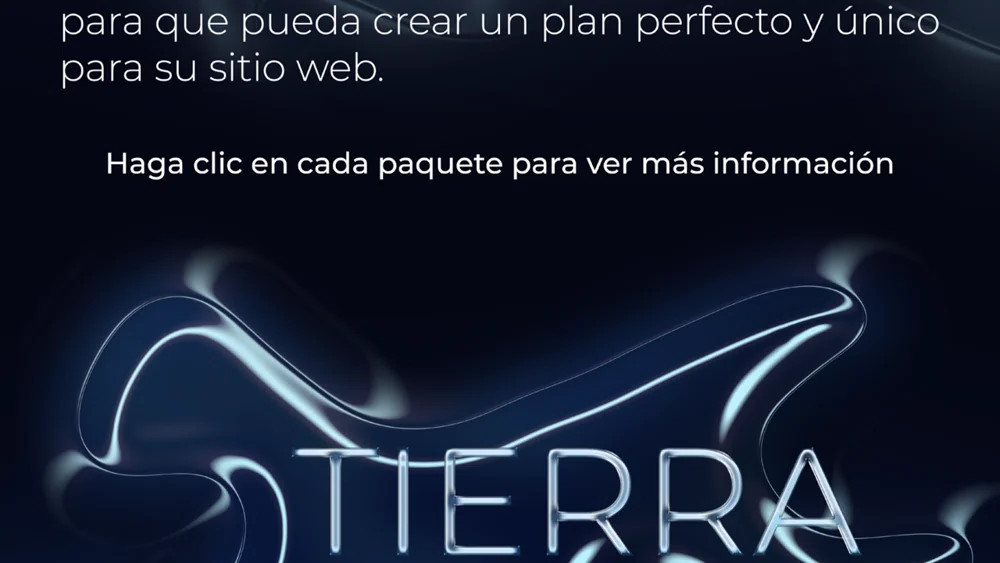 para que pueda crear un plan perfecto y único
para su sitio web.
Haga clic en cada paquete para ver más información
TIERRA